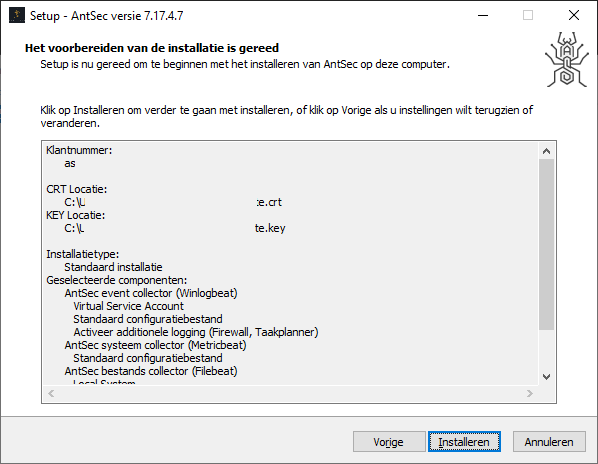 Setup - AntSec versie 7.17.4.7
Het voorbereiden van de installatie is gereed
Setup is nu gereed om te beginnen met het installeren van AntSec op deze computer.
Klik op Installeren om verder te gaan met installeren, of klik op Vorige als u instellingen wilt terugzien of
veranderen.
Klantnummer:
as
CRT Locatie:
C:\U te.crt
KEY Locatie:
C:\ te.key
Installatietype:
Standaard installatie
Geselecteerde componenten:
AntSec event collector (Winlogbeat)
Virtual Service Account
Standaard configuratiebestand
Activeer additionele logging (Firewall, Taakplanner)
AntSec systeem collector (Metricbeat)
Standaard configuratiebestand
AntSec bestands collector (Filebeat)
Local System
Vorige
Installeren
Annuleren